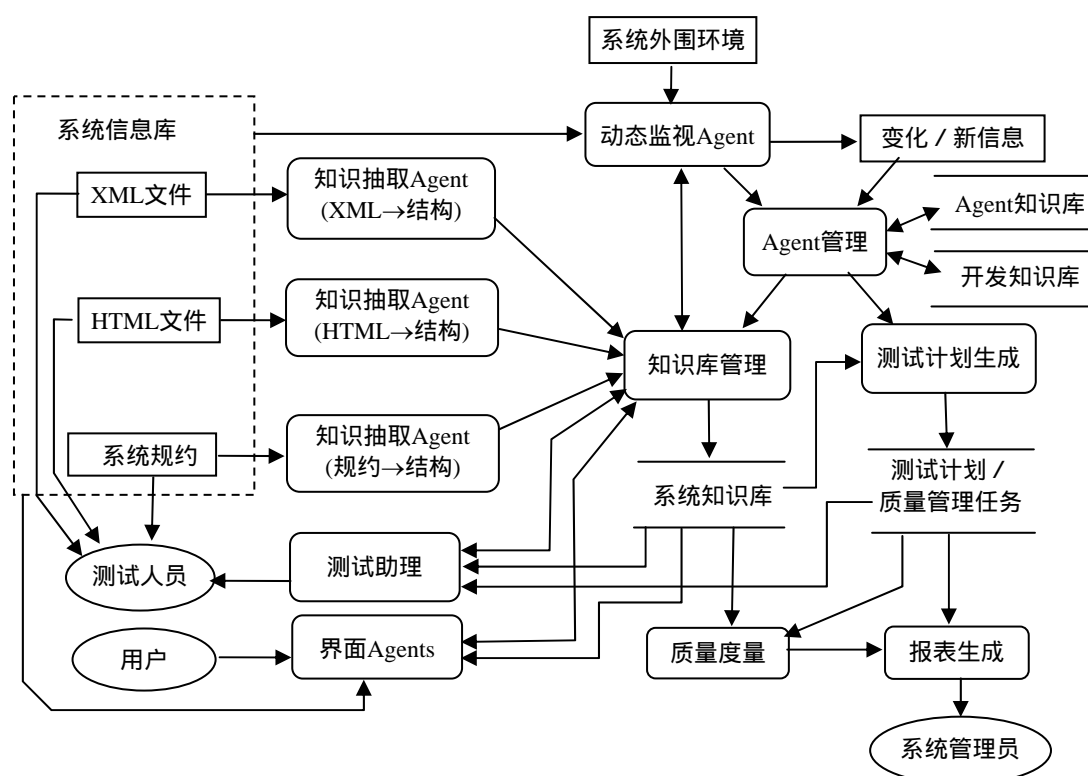 系统外围环境
系统信息库
动态监视Agent
变化/新信息
XML文件
知识抽取Agent
(XML→结构)
Agent知识库
Agent管理
开发知识库
HTML文件
知识抽取Agent
(HTML→结构)
知识库管理
测试计划生成
系统规约
知识抽取Agent
(规约→结构)
系统知识库
测试计划/
质量管理任务
测试人员
测试助理
用户
界面Agents
质量度量
报表生成
系统管理员